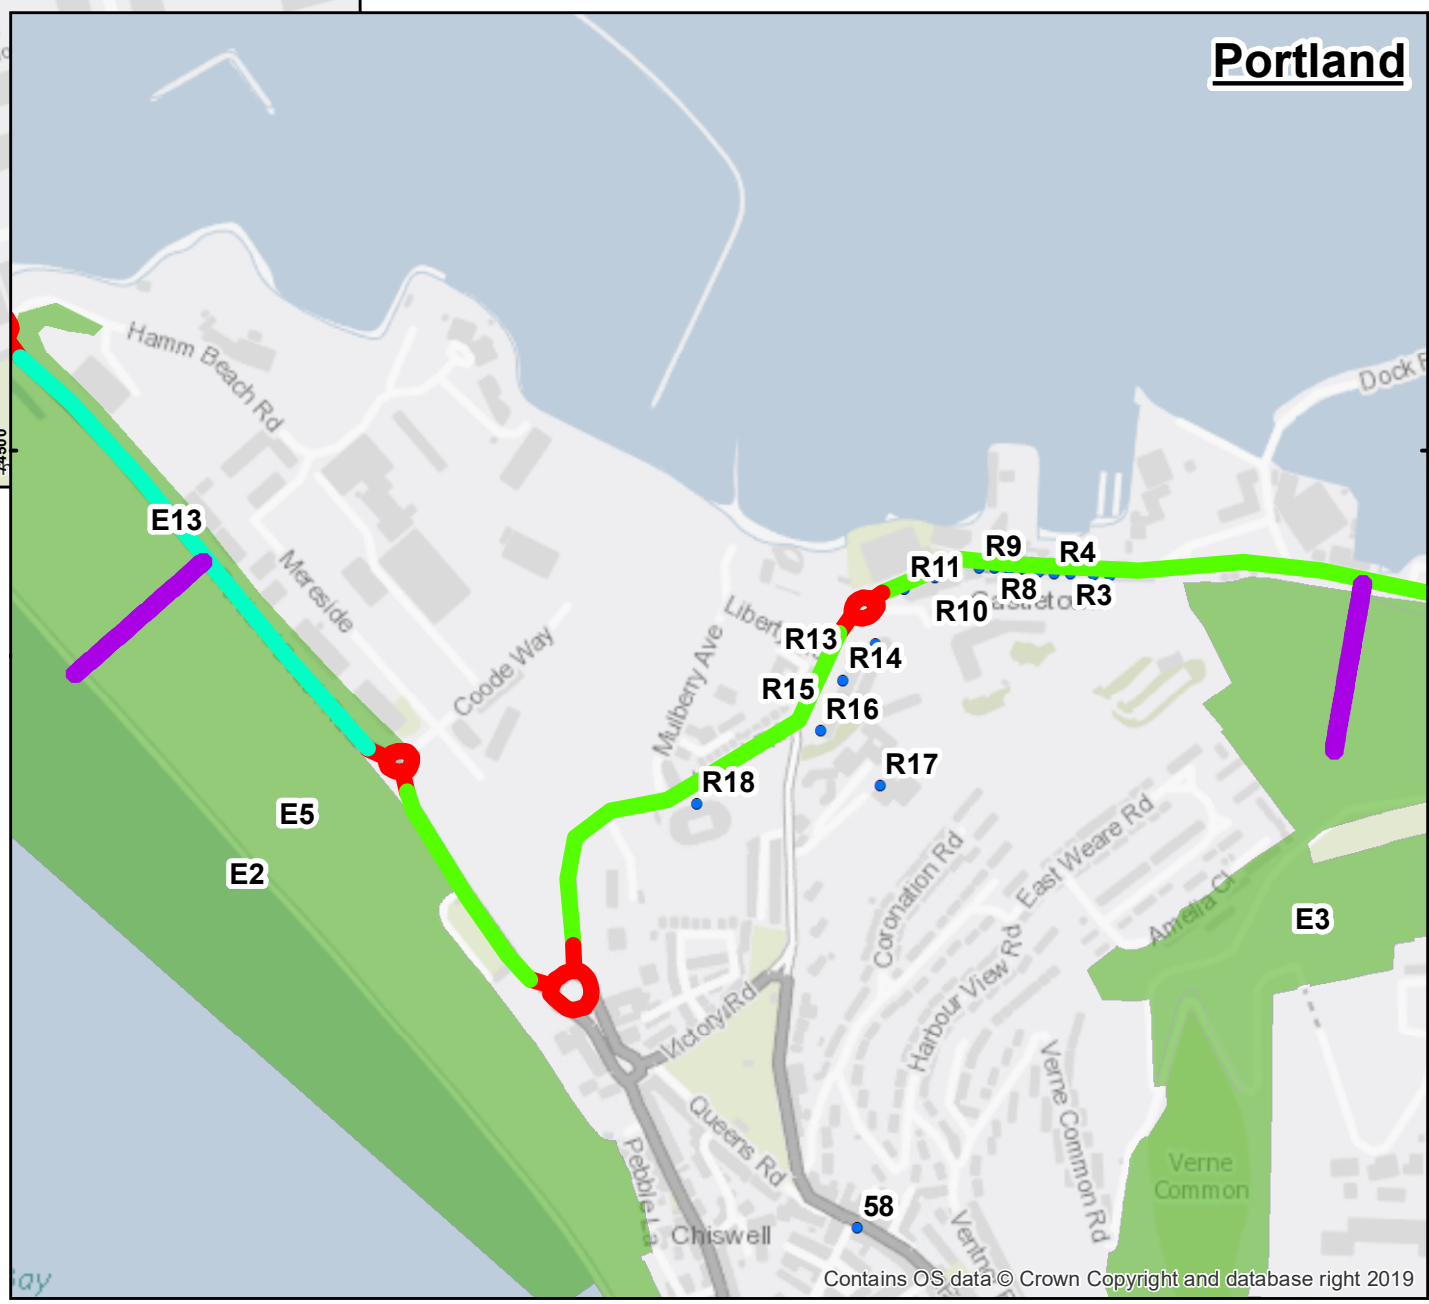 Portland
Hamm Beach Rd
Dock
E13
Mereside
Coode Way
Mulberry Ave
Liberty
R11
R9
R4
R10
R8
R3
R13
R14
R15
R16
R17
R18
E5
E2
E3
Coronation Rd
East Weare Rd
Amelia Cl
Harbour View Rd
Victory Rd
Queens Rd
Verne Common Rd
Verne
Common
Pebble La
Chiswell
58
Contains OS data © Crown Copyright and database right 2019